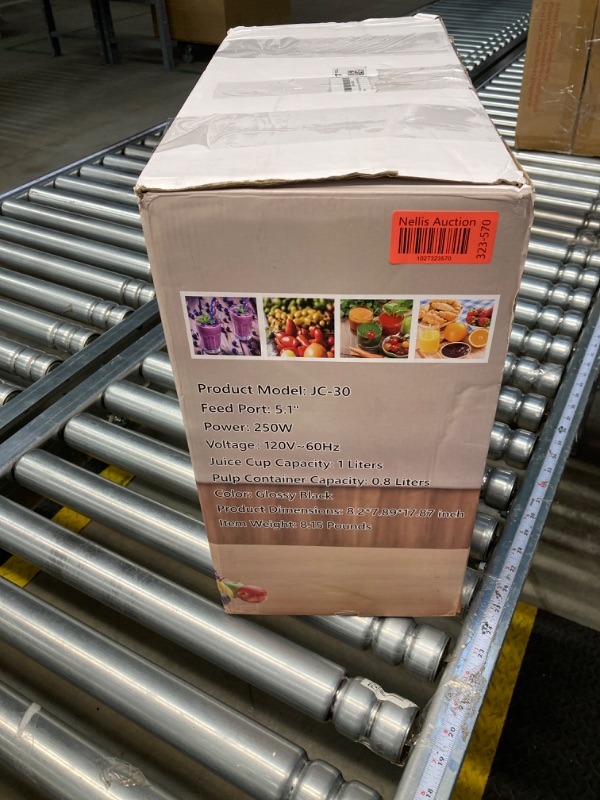 Nellis Auction
323-570
1027323570
Product Model: JC-30
Feed Port: 5.1"
Power: 250W
Voltage: 120V~60Hz
Juice Cup Capacity: 1 Liters
Pulp Container Capacity: 0.8 Liters
Color: Glossy Black
Product Dimensions: 8.2*7.89*17.87 inch
Item Weight: 8.15 Pounds